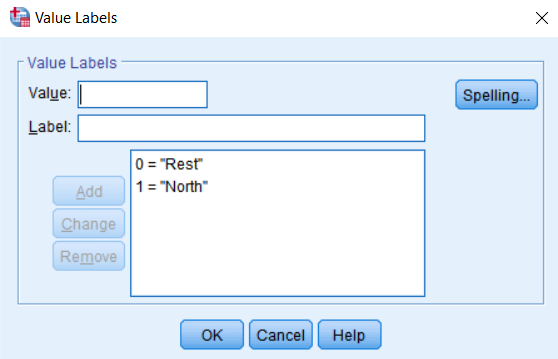 Value Labels
Value Labels
Value:
Spelling...
Label:
0 = "Rest"
1 = "North"
Add
Change
Remove
OK Cancel Help